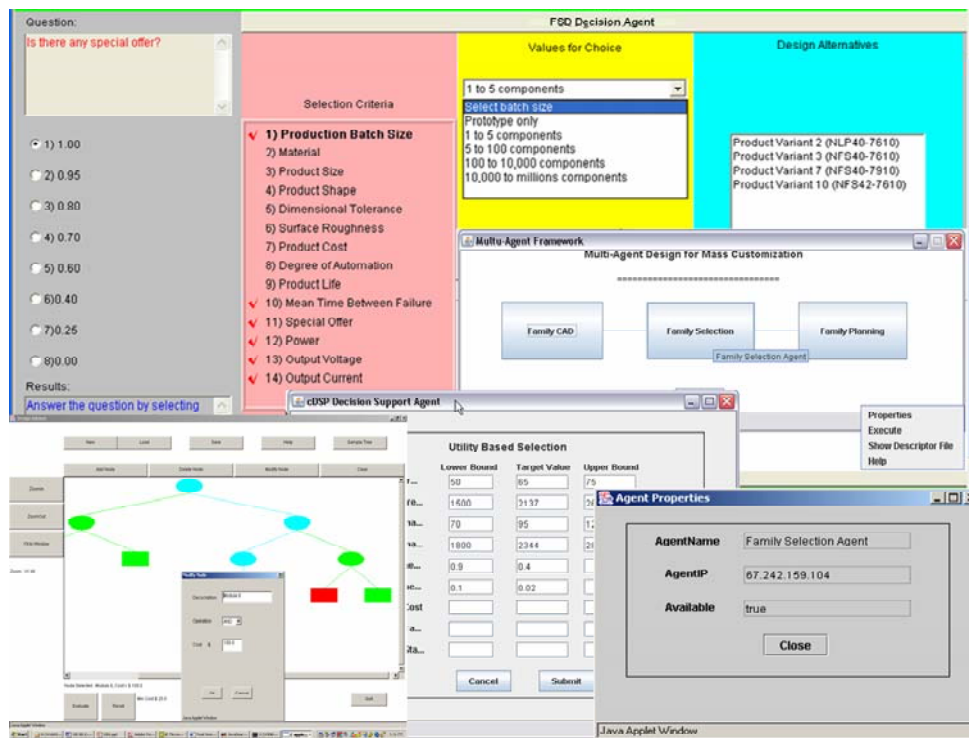 Question:
Is there any special offer?
1) 1.00
2) 0.95
3) 0.80
4) 0.70
5) 0.60
6)0.40
7)0.25
8)0.00
Results:
Answer the question by selecting
FSD Decision Agent
Selection Criteria
1) Production Batch Size
2) Material
3) Product Size
4) Product Shape
5) Dimensional Tolerance
6) Surface Roughness
7) Product Cost
8) Degree of Automation
9) Product Life
10) Mean Time Between Failure
11) Special Offer
12) Power
13) Output Voltage
14) Output Current
Values for Choice
1 to 5 components
Select batch size
Prototype only
1 to 5 components
5 to 100 components
100 to 10,000 components
10,000 to millions components
Design Alternatives
Product Variant 2 (NLP40-7610)
Product Variant 3 (NFS40-7610)
Product Variant 7 (NFS40-7910)
Product Variant 10 (NFS42-7610)
Multu-Agent Framework
Multi-Agent Design for Mass Customization
==============================
Family CAD
Family Selection
Family Planning
Family Selection Agent
Properties
Execute
Show Descriptor File
Help
cDSP Decision Support Agent
Utility Based Selection
Lower Bound Target Value Upper Bound
50 65 75
1500 2137
70 95
1800 2344
0.9 0.4
0.1 0.02
Cancel Submit
Agent Properties
AgentName Family Selection Agent
AgentIP 67.242.159.104
Available true
Close
Java Applet Window
New Load Save Help Sample Tree
Add Node Delete Node Modify Node Clear
Modify Node
Description Module 8
Operation AND
Cost $ 100.0
Evaluate Reset
Quit
Java Applet Window